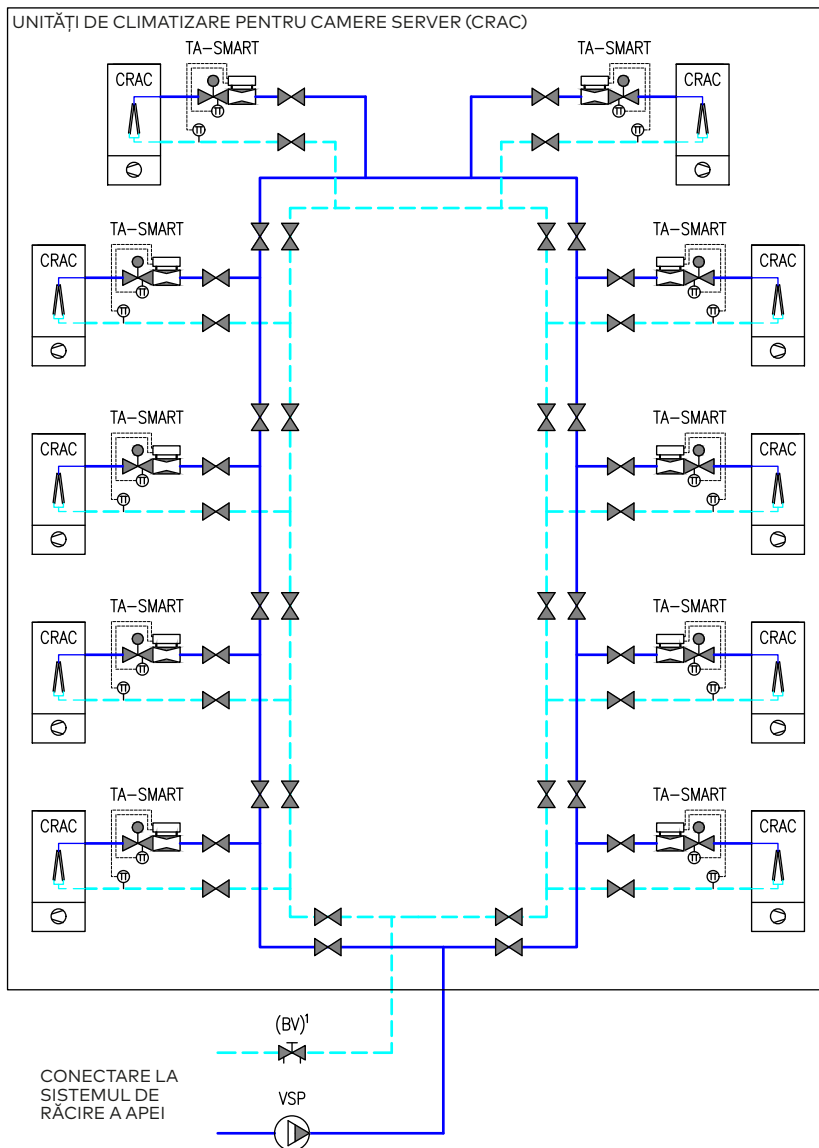 UNITĂȚI DE CLIMATIZARE PENTRU CAMERE SERVER (CRAC)
TA-SMART
TA-SMART
CRAC
CRAC
TA-SMART
TA-SMART
CRAC
CRAC
TA-SMART
TA-SMART
CRAC
CRAC
TA-SMART
TA-SMART
CRAC
CRAC
TA-SMART
TA-SMART
CRAC
CRAC
(BV)¹
CONECTARE LA
SISTEMUL DE
RĂCIRE A APEI
VSP